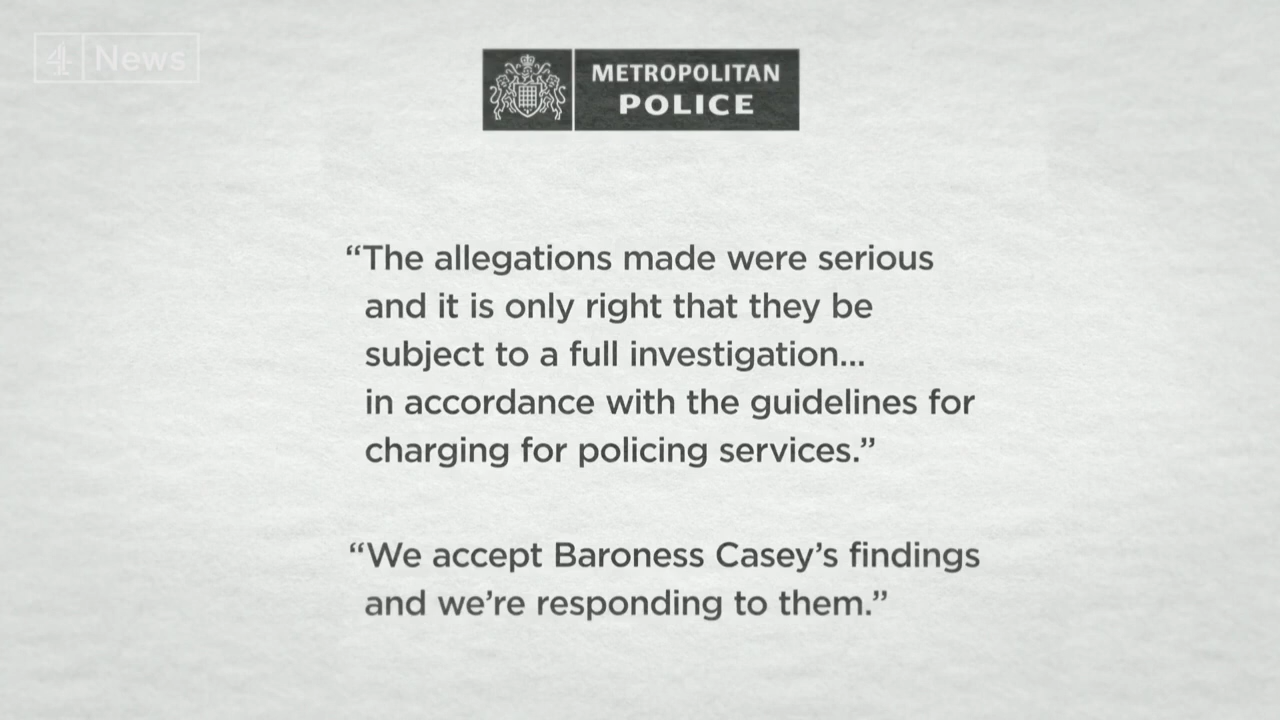 4 News
METROPOLITAN
POLICE
“The allegations made were serious
and it is only right that they be
subject to a full investigation...
in accordance with the guidelines for
charging for policing services.”
“We accept Baroness Casey’s findings
and we’re responding to them.”